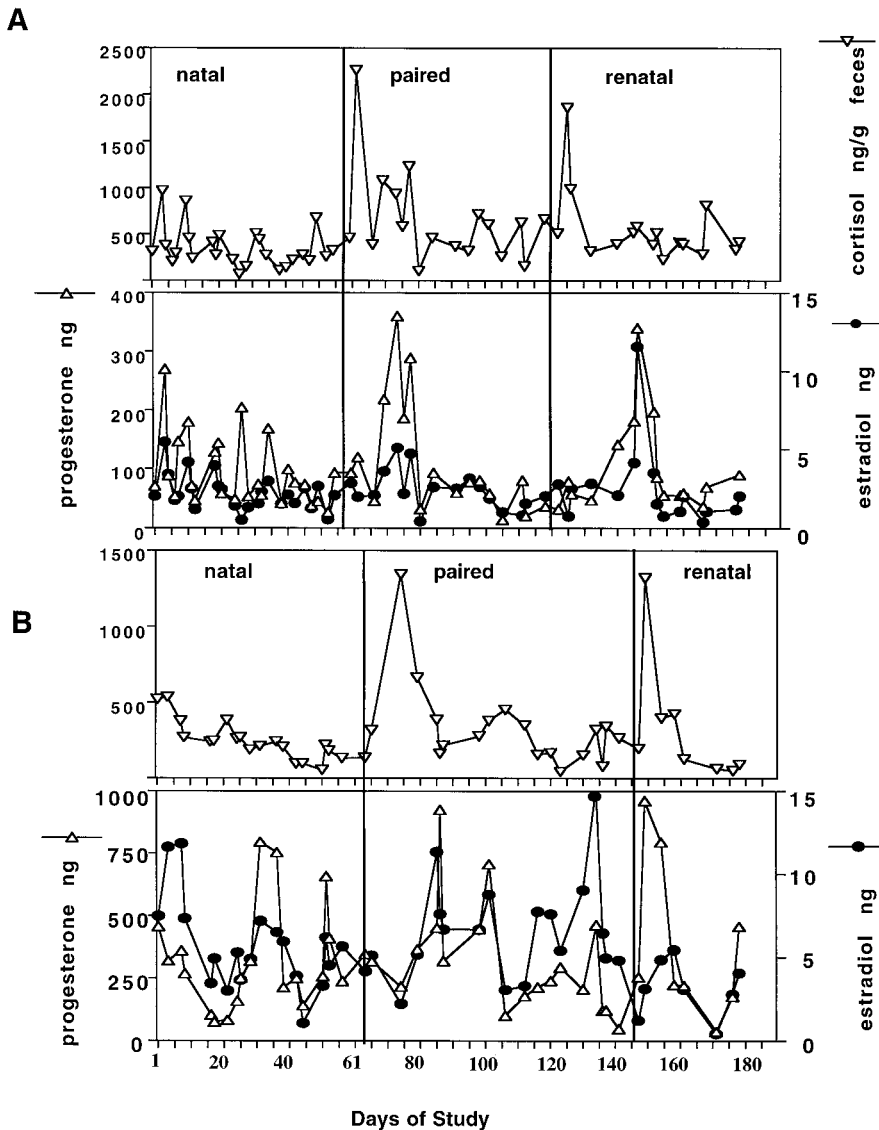 A
natal
paired
renatal
2500
2000
1500
1000
500
cortisol ng/g feces
400
300
200
100
0
progesterone ng
15
10
5
0
estradiol ng
B
natal
paired
renatal
1500
1000
500
1000
750
500
250
0
progesterone ng
15
10
5
0
estradiol ng
1 20 40 61 80 100 120 140 160 180
Days of Study